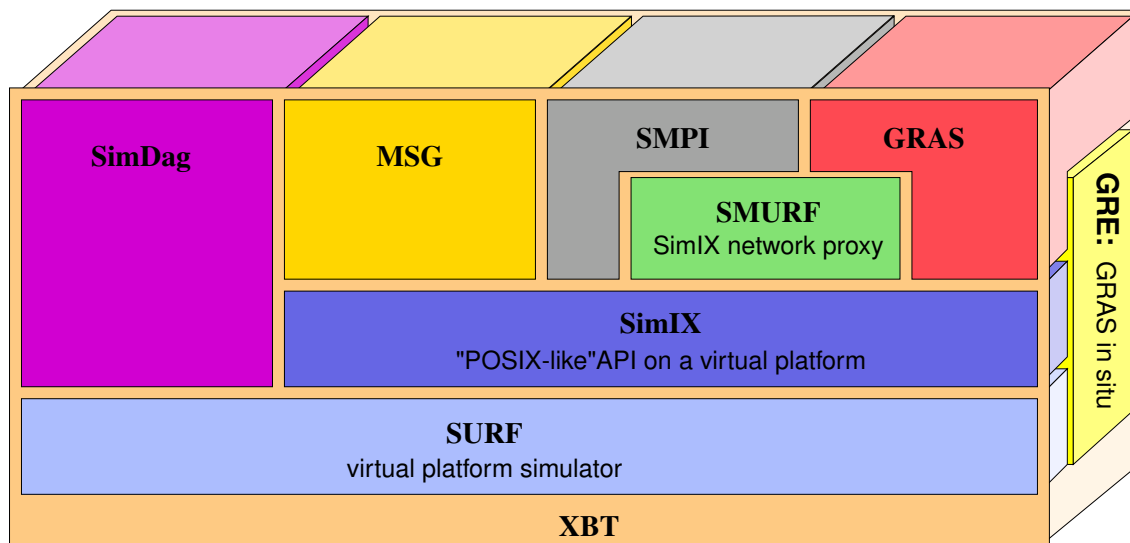 SimDag
MSG
SMPI
GRAS
SMURF
SimIX network proxy
SimIX
"POSIX-like"API on a virtual platform
SURF
virtual platform simulator
XBT
GRE: GRAS in situ